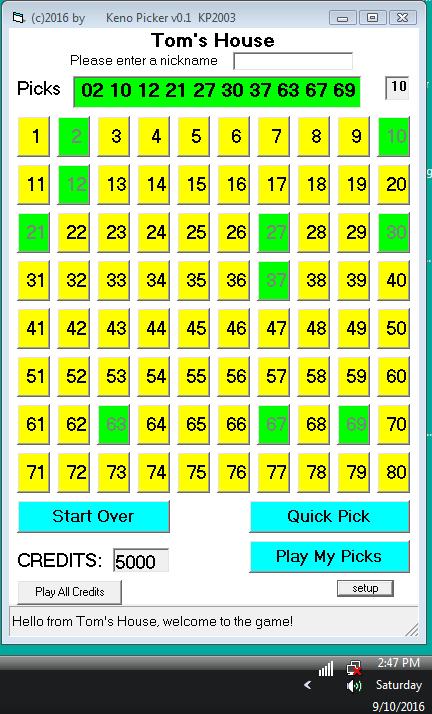 (c)2016 by Keno Picker v0.1 KP2003
Tom's House
Please enter a nickname
Picks 02 10 12 21 27 30 37 63 67 69 10
1 2 3 4 5 6 7 8 9 10
11 12 13 14 15 16 17 18 19 20
21 22 23 24 25 26 27 28 29 30
31 32 33 34 35 36 37 38 39 40
41 42 43 44 45 46 47 48 49 50
51 52 53 54 55 56 57 58 59 60
61 62 63 64 65 66 67 68 69 70
71 72 73 74 75 76 77 78 79 80
Start Over Quick Pick
CREDITS: 5000 Play My Picks
Play All Credits setup
Hello from Tom's House, welcome to the game!
2:47 PM
Saturday
9/10/2016